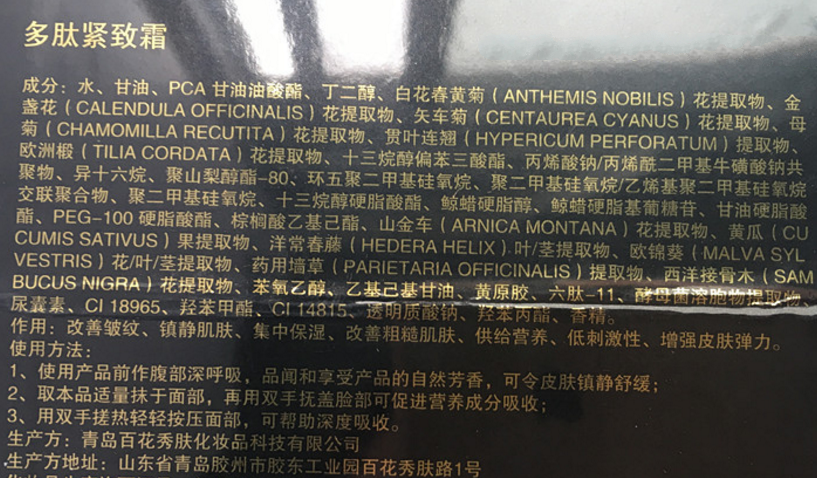 多肽紧致霜
成分：水、甘油、PCA 甘油油酸酯、丁二醇、白花春黄菊（ANTHEMIS NOBILIS）花提取物、金
盏花（CALENDULA OFFICINALIS）花提取物、矢车菊（CENTAUREA CYANUS）花提取物、母
菊（CHAMOMILLA RECUTITA）花提取物、贯叶连翘（HYPERICUM PERFORATUM）提取物、
欧洲椴（TILIA CORDATA）花提取物、十三烷醇偏苯三酸酯、丙烯酸钠/丙烯酰二甲基牛磺酸钠共
聚物、异十六烷、聚山梨醇酯-80、环五聚二甲基硅氧烷、聚二甲基硅氧烷/乙烯基聚二甲基硅氧烷
交联聚合物、聚二甲基硅氧烷、十三烷醇硬脂酸酯、鲸蜡硬脂醇、鲸蜡硬脂基葡糖苷、甘油硬脂酸
酯、PEG-100 硬脂酸酯、棕榈酸乙基己酯、山金车（ARNICA MONTANA）花提取物、黄瓜（CU
CUMIS SATIVUS）果提取物、洋常春藤（HEDERA HELIX）叶/茎提取物、欧锦葵（MALVA SYL
VESTRIS）花/叶/茎提取物、药用墙草（PARIETARIA OFFICINALIS）提取物、西洋接骨木（SAM
BUCUS NIGRA）花提取物、苯氧乙醇、乙基己基甘油、黄原胶、六肽-11、酵母菌溶胞物提取物、
尿囊素、CI 18965、羟苯甲酯、CI 14815、透明质酸钠、羟苯丙酯、香精。
作用：改善皱纹、镇静肌肤、集中保湿、改善粗糙肌肤、供给营养、低刺激性、增强皮肤弹力。
使用方法：
1、使用产品前作腹部深呼吸，品闻和享受产品的自然芳香，可令皮肤镇静舒缓；
2、取本品适量抹于面部，再用双手抚盖脸部可促进营养成分吸收；
3、用双手搓热轻轻按压面部，可帮助深度吸收。
生产方：青岛百花秀肤化妆品科技有限公司
生产方地址：山东省青岛胶州市胶东工业园百花秀肤路1号